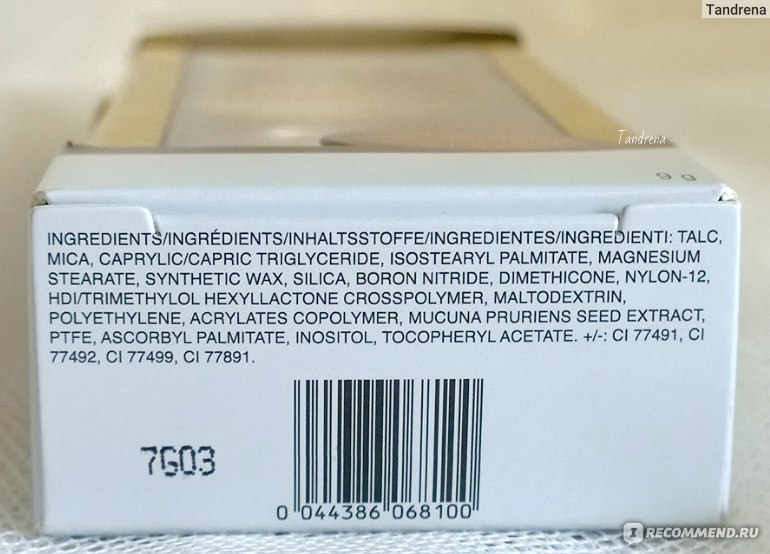 Tandrena
Tandrena
9 g
INGREDIENTS/INGRÉDIENTS/INHALTSSTOFFE/INGREDIENTES/INGREDIENTI: TALC,
MICA, CAPRYLIC/CAPRIC TRIGLYCERIDE, ISOSTEARYL PALMITATE, MAGNESIUM
STEARATE, SYNTHETIC WAX, SILICA, BORON NITRIDE, DIMETHICONE, NYLON-12,
HDI/TRIMETHYLOL HEXYLLACTONE CROSSPOLYMER, MALTODEXTRIN,
POLYETHYLENE, ACRYLATES COPOLYMER, MUCUNA PRURIENS SEED EXTRACT,
PTFE, ASCORBYL PALMITATE, INOSITOL, TOCOPHERYL ACETATE. +/-: CI 77491, CI
77492, CI 77499, CI 77891.
7G03
0 044386 068100
I RECOMMEND.RU